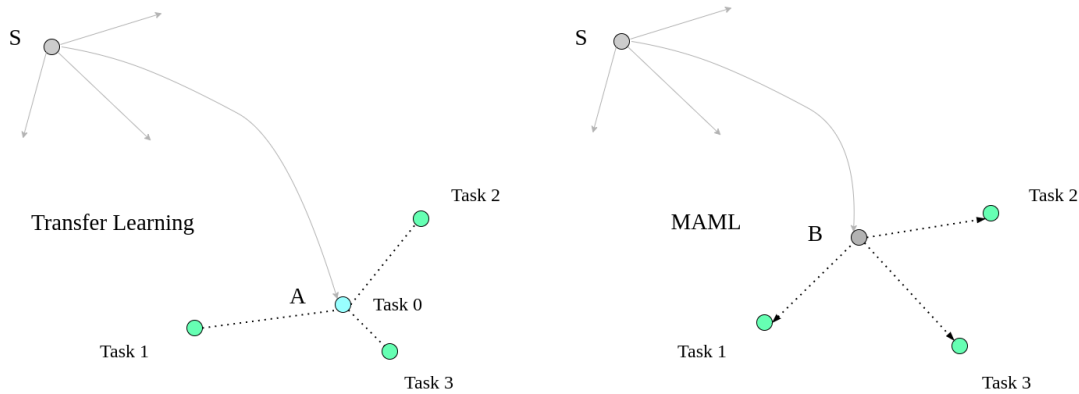 S
Transfer Learning
Task 2
A
Task 0
Task 1
Task 3
S
MAML
B
Task 2
Task 1
Task 3